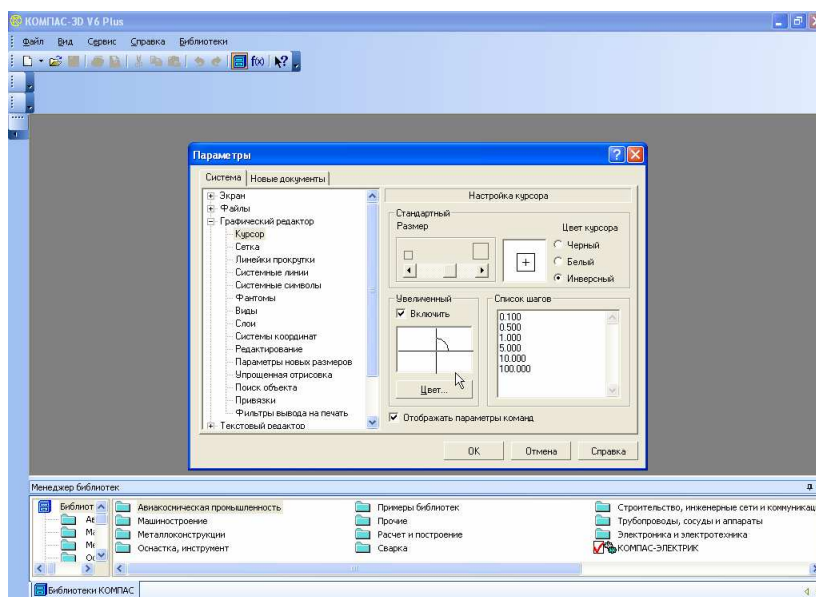 КОМПАС-3D V6 Plus
Файл Вид Сервис Справка Библиотеки
f(x)
Параметры
Система Новые документы
Экран
Файлы
Графический редактор
Курсор
Сетка
Линейки прокрутки
Системные линии
Системные символы
Фантомы
Виды
Слои
Системы координат
Редактирование
Параметры новых размеров
Упрощенная отрисовка
Поиск объекта
Привязки
Фильтры вывода на печать
Текстовый редактор
Настройка курсора
Стандартный
Размер
Цвет курсора
Черный
Белый
Инверсный
Увеличенный
Включить
Цвет...
Список шагов
0.100
0.500
1.000
5.000
10.000
100.000
Отображать параметры команд
OK Отмена Справка
Менеджер библиотек
Библиот
Ме
Авиакосмическая промышленность
Машиностроение
Металлоконструкции
Оснастка, инструмент
Примеры библиотек
Прочие
Расчет и построение
Сварка
Строительство, инженерные сети и коммуникац
Трубопроводы, сосуды и аппараты
Электроника и электротехника
КОМПАС-ЭЛЕКТРИК
Библиотеки КОМПАС